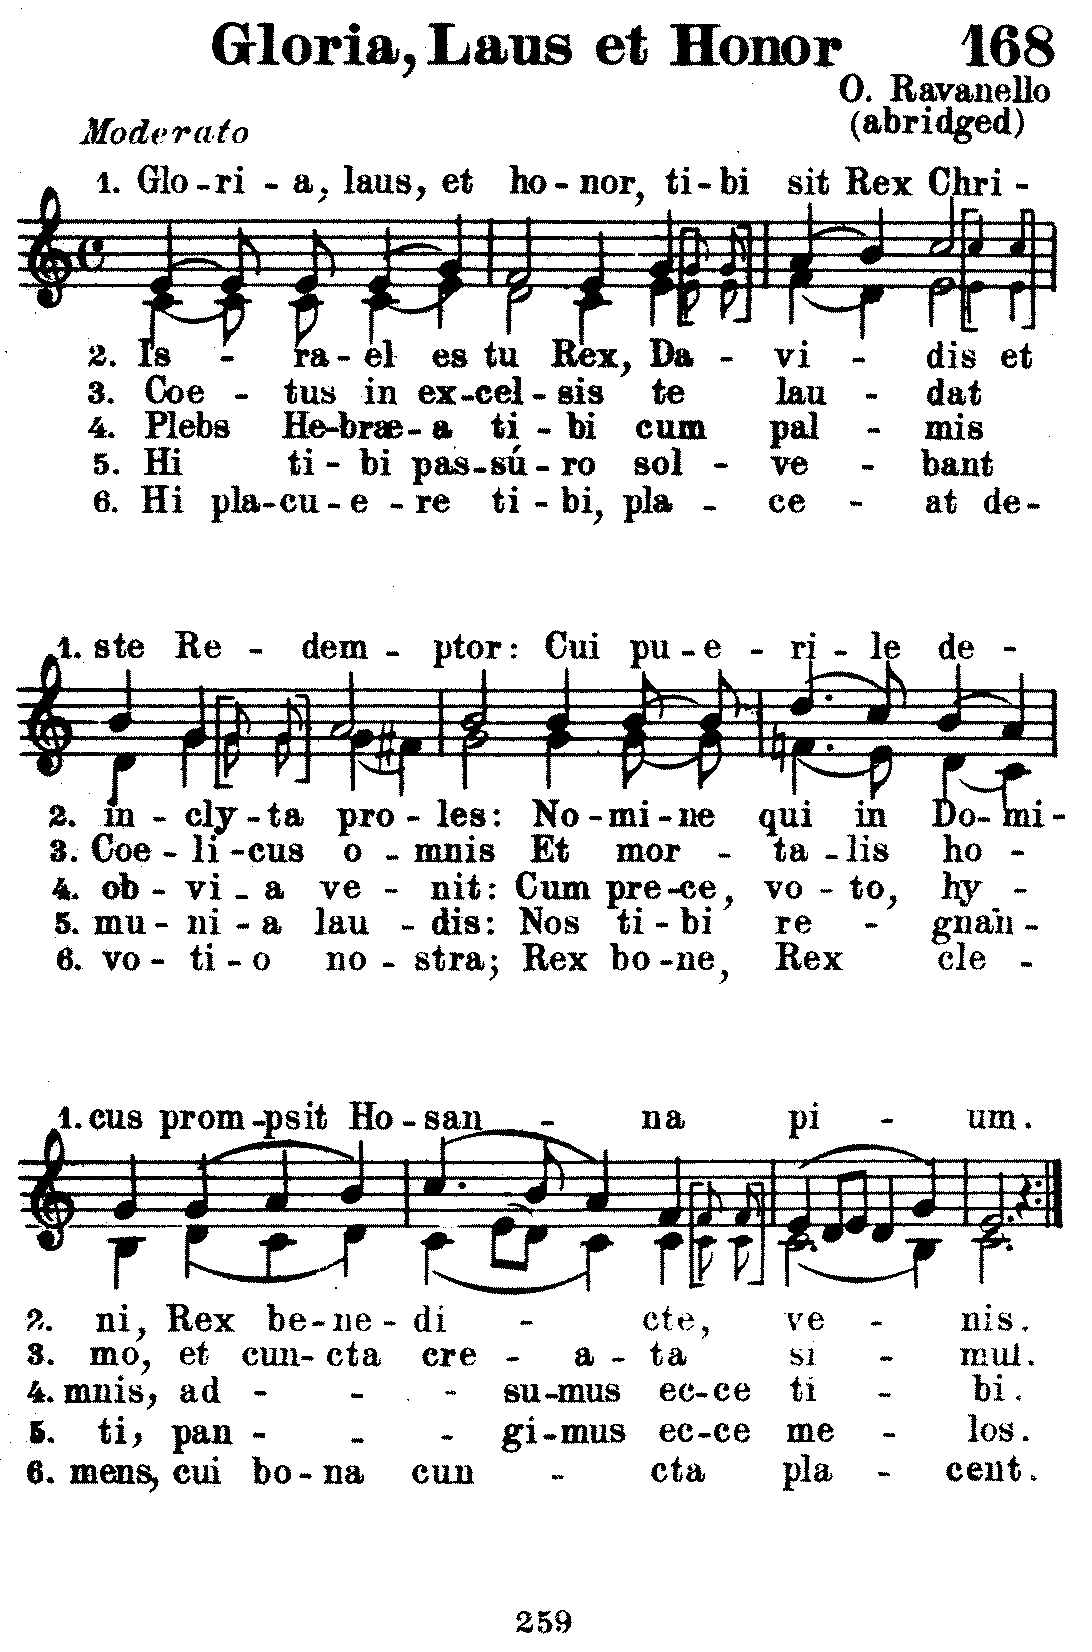 Gloria, Laus et Honor 168
O. Ravanello
(abridged)
Moderato
1. Glo-ri - a, laus, et ho-nor, ti-bi sit Rex Chri-
2. Is - ra-el es tu Rex, Da - vi - dis et
3. Coe - tus in ex-cel-sis te lau - dat
4. Plebs He-bræ-a ti - bi cum pal - mis
5. Hi ti - bi pas-sú-ro sol - ve - bant
6. Hi pla-cu-e-re ti - bi, pla - ce - at de-
1. ste Re - dem - ptor: Cui pu-e - ri-le de -
2. in - cly-ta pro - les: No-mi-ne qui in Do-mi-
3. Coe - li-cus o - mnis Et mor - ta-lis ho -
4. ob - vi - a ve - nit: Cum pre-ce, vo - to, hy -
5. mu - ni - a lau - dis: Nos ti - bi re - gnan -
6. vo - ti - o no - stra; Rex bo-ne, Rex cle -
1. cus prom-psit Ho-san - na pi - um.
2. ni, Rex be-ne-di - cte, ve - nis.
3. mo, et cun-cta cre - a - ta si - mul.
4. mnis, ad - - - su-mus ec-ce ti - bi.
5. ti, pan - - - gi-mus ec-ce me - los.
6. mens, cui bo-na cun - cta pla - cent.
259